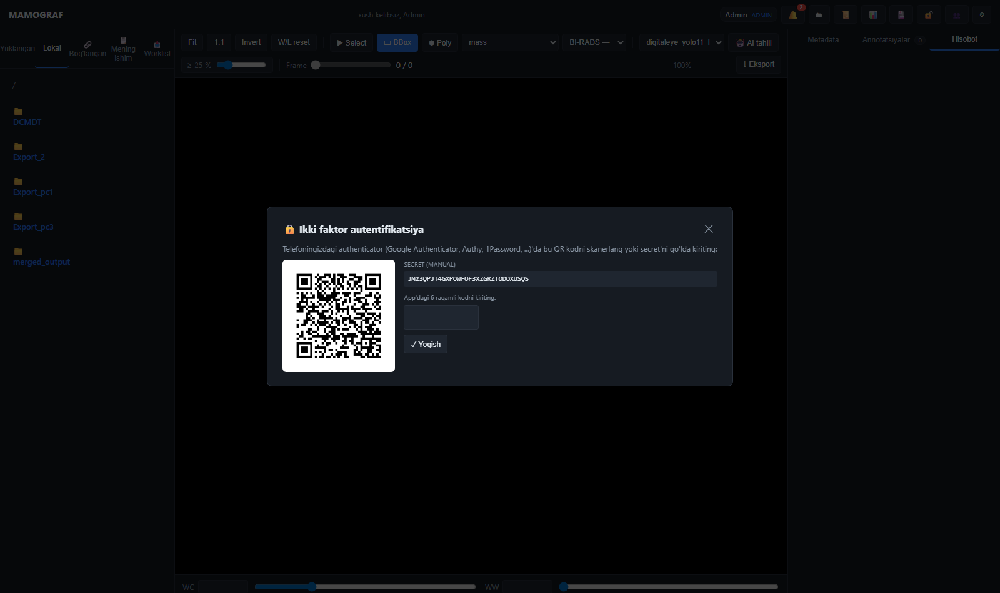 MAMOGRAF
xush kelibsiz, Admin
Admin ADMIN
2
Yuklangan
Lokal
Bog'langan
Mening ishim
Worklist
Fit
1:1
Invert
W/L reset
Select
BBox
Poly
mass
BI-RADS —
digitaleye_yolo11_l
AI tahlil
≥ 25 %
Frame
0 / 0
100%
Eksport
Metadata
Annotatsiyalar 0
Hisobot
/
DCMDT
Export_2
Export_pc1
Export_pc3
merged_output
Ikki faktor autentifikatsiya
Telefoningizdagi authenticator (Google Authenticator, Authy, 1Password, ...)'da bu QR kodni skanerlang yoki secret'ni qo'lda kiriting:
SECRET (MANUAL)
JM23QPJT4GXPOWFOF3XZGRZTODOXUSQS
App'dagi 6 raqamli kodni kiriting:
✓ Yoqish
WC
WW